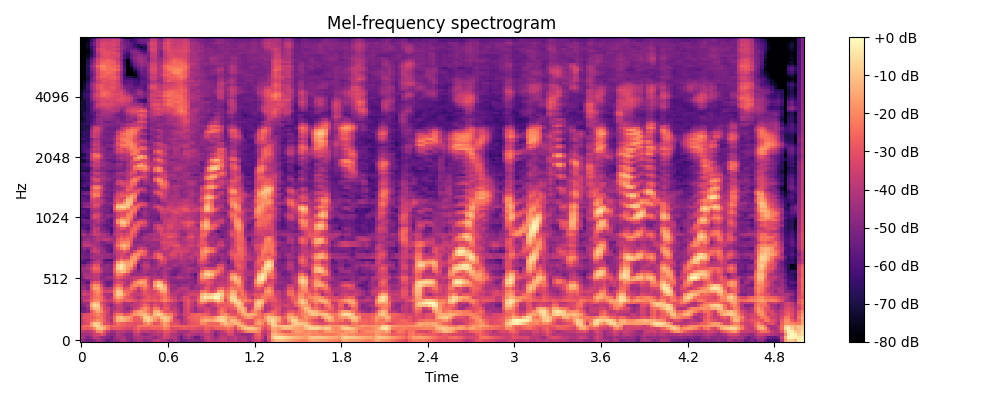 Mel-frequency spectrogram
+0 dB
-10 dB
-20 dB
-30 dB
-40 dB
-50 dB
-60 dB
-70 dB
-80 dB
Hz
4096
2048
1024
512
0
0 0.6 1.2 1.8 2.4 3 3.6 4.2 4.8
Time